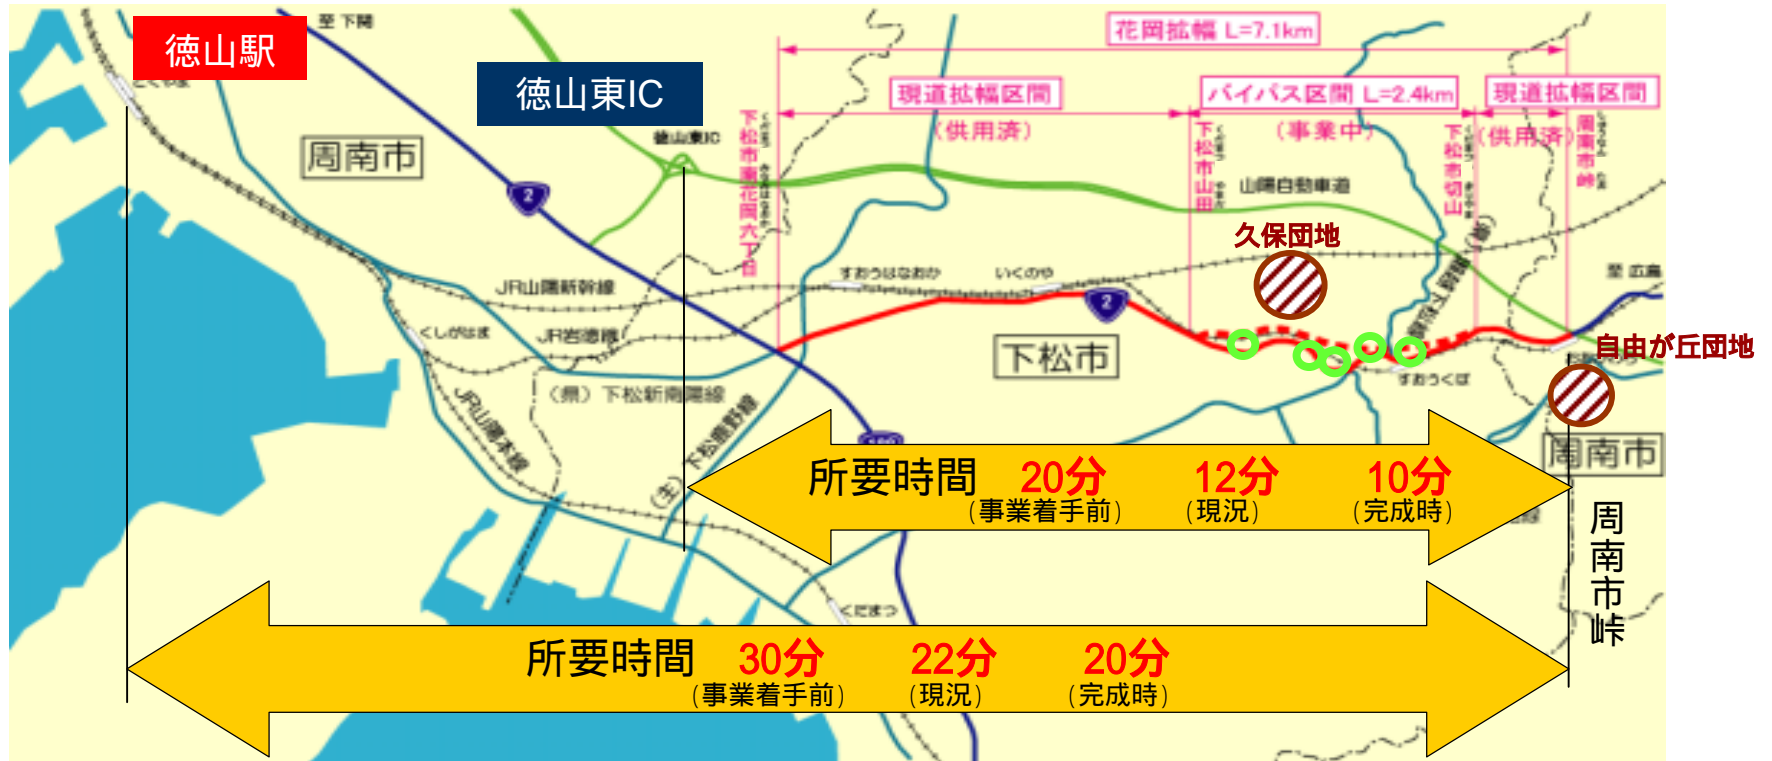 至 下関
花岡拡幅 L=7.1km
徳山駅
とくやま
徳山東IC
現道拡幅区間
バイパス区間 L=2.4km
現道拡幅区間
(供用済)
(事業中)
(供用済)
徳山東IC
周南市
下松市南花岡六丁目
下松市山田
下松市切山
周南市峠
2
山陽自動車道
久保団地
至 広島
すおうはなおか
いくのや
JR山陽新幹線
2
くしがはま
JR岩徳線
下松市
自由が丘団地
すおうくぼ
(県)下松新南陽線
JR山陽本線
(主)下松鹿野線
周南市
所要時間 20分 12分 10分
(事業着手前) (現況) (完成時)
周南市峠
くだまつ
所要時間 30分 22分 20分
(事業着手前) (現況) (完成時)